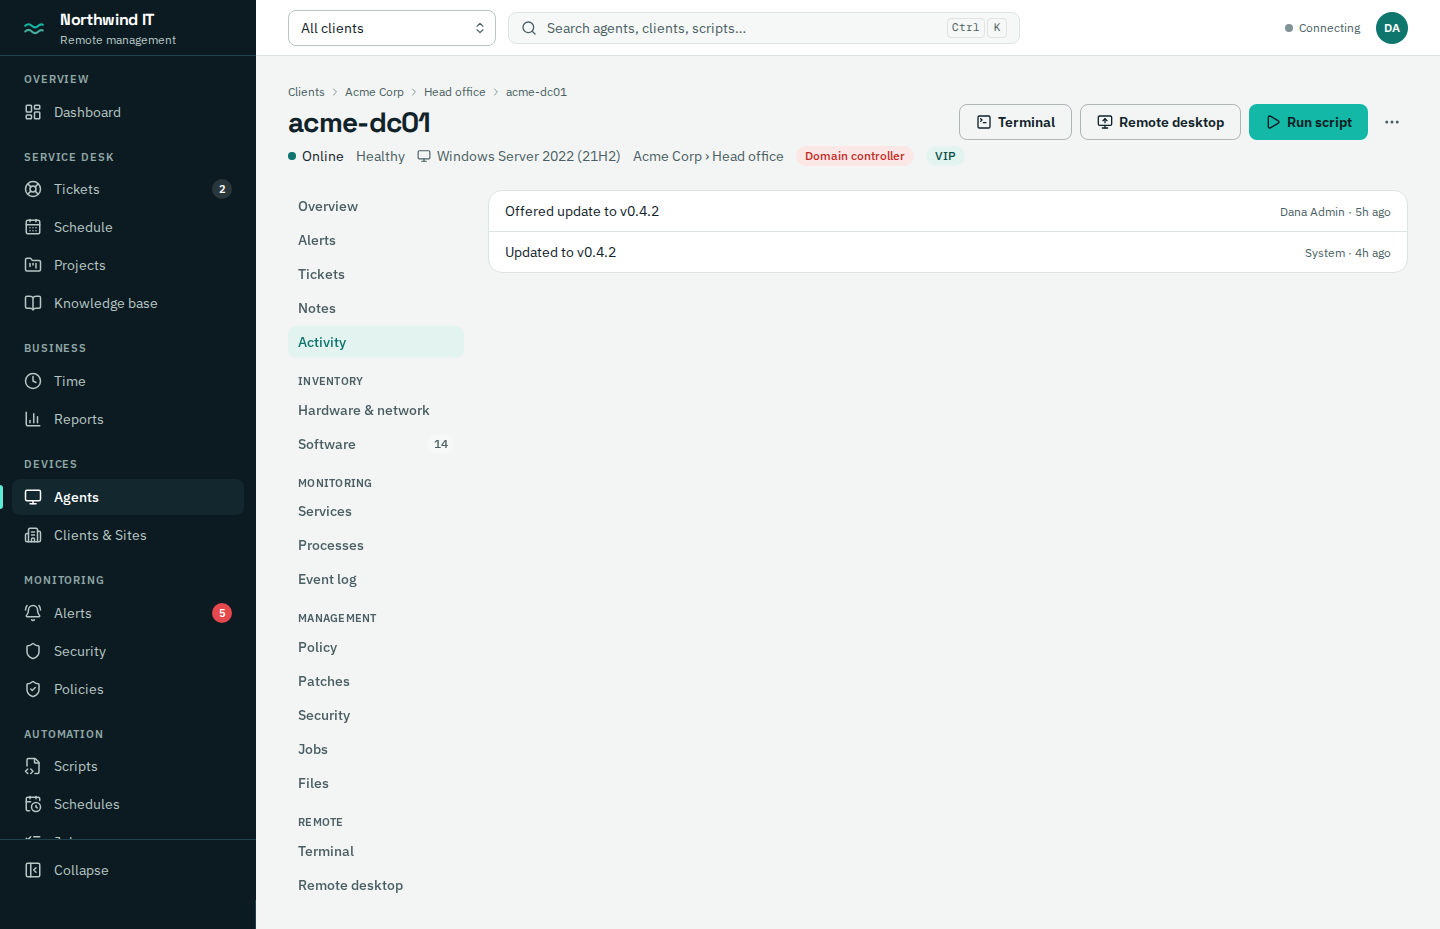 Northwind IT
Remote management
All clients
Search agents, clients, scripts...
Ctrl K
Connecting
DA
OVERVIEW
Dashboard
SERVICE DESK
Tickets 2
Schedule
Projects
Knowledge base
BUSINESS
Time
Reports
DEVICES
Agents
Clients & Sites
MONITORING
Alerts 5
Security
Policies
AUTOMATION
Scripts
Schedules
Collapse
Clients > Acme Corp > Head office > acme-dc01
acme-dc01
Terminal
Remote desktop
Run script
Online Healthy Windows Server 2022 (21H2) Acme Corp › Head office Domain controller VIP
Overview
Alerts
Tickets
Notes
Activity
INVENTORY
Hardware & network
Software 14
MONITORING
Services
Processes
Event log
MANAGEMENT
Policy
Patches
Security
Jobs
Files
REMOTE
Terminal
Remote desktop
Offered update to v0.4.2 Dana Admin · 5h ago
Updated to v0.4.2 System · 4h ago